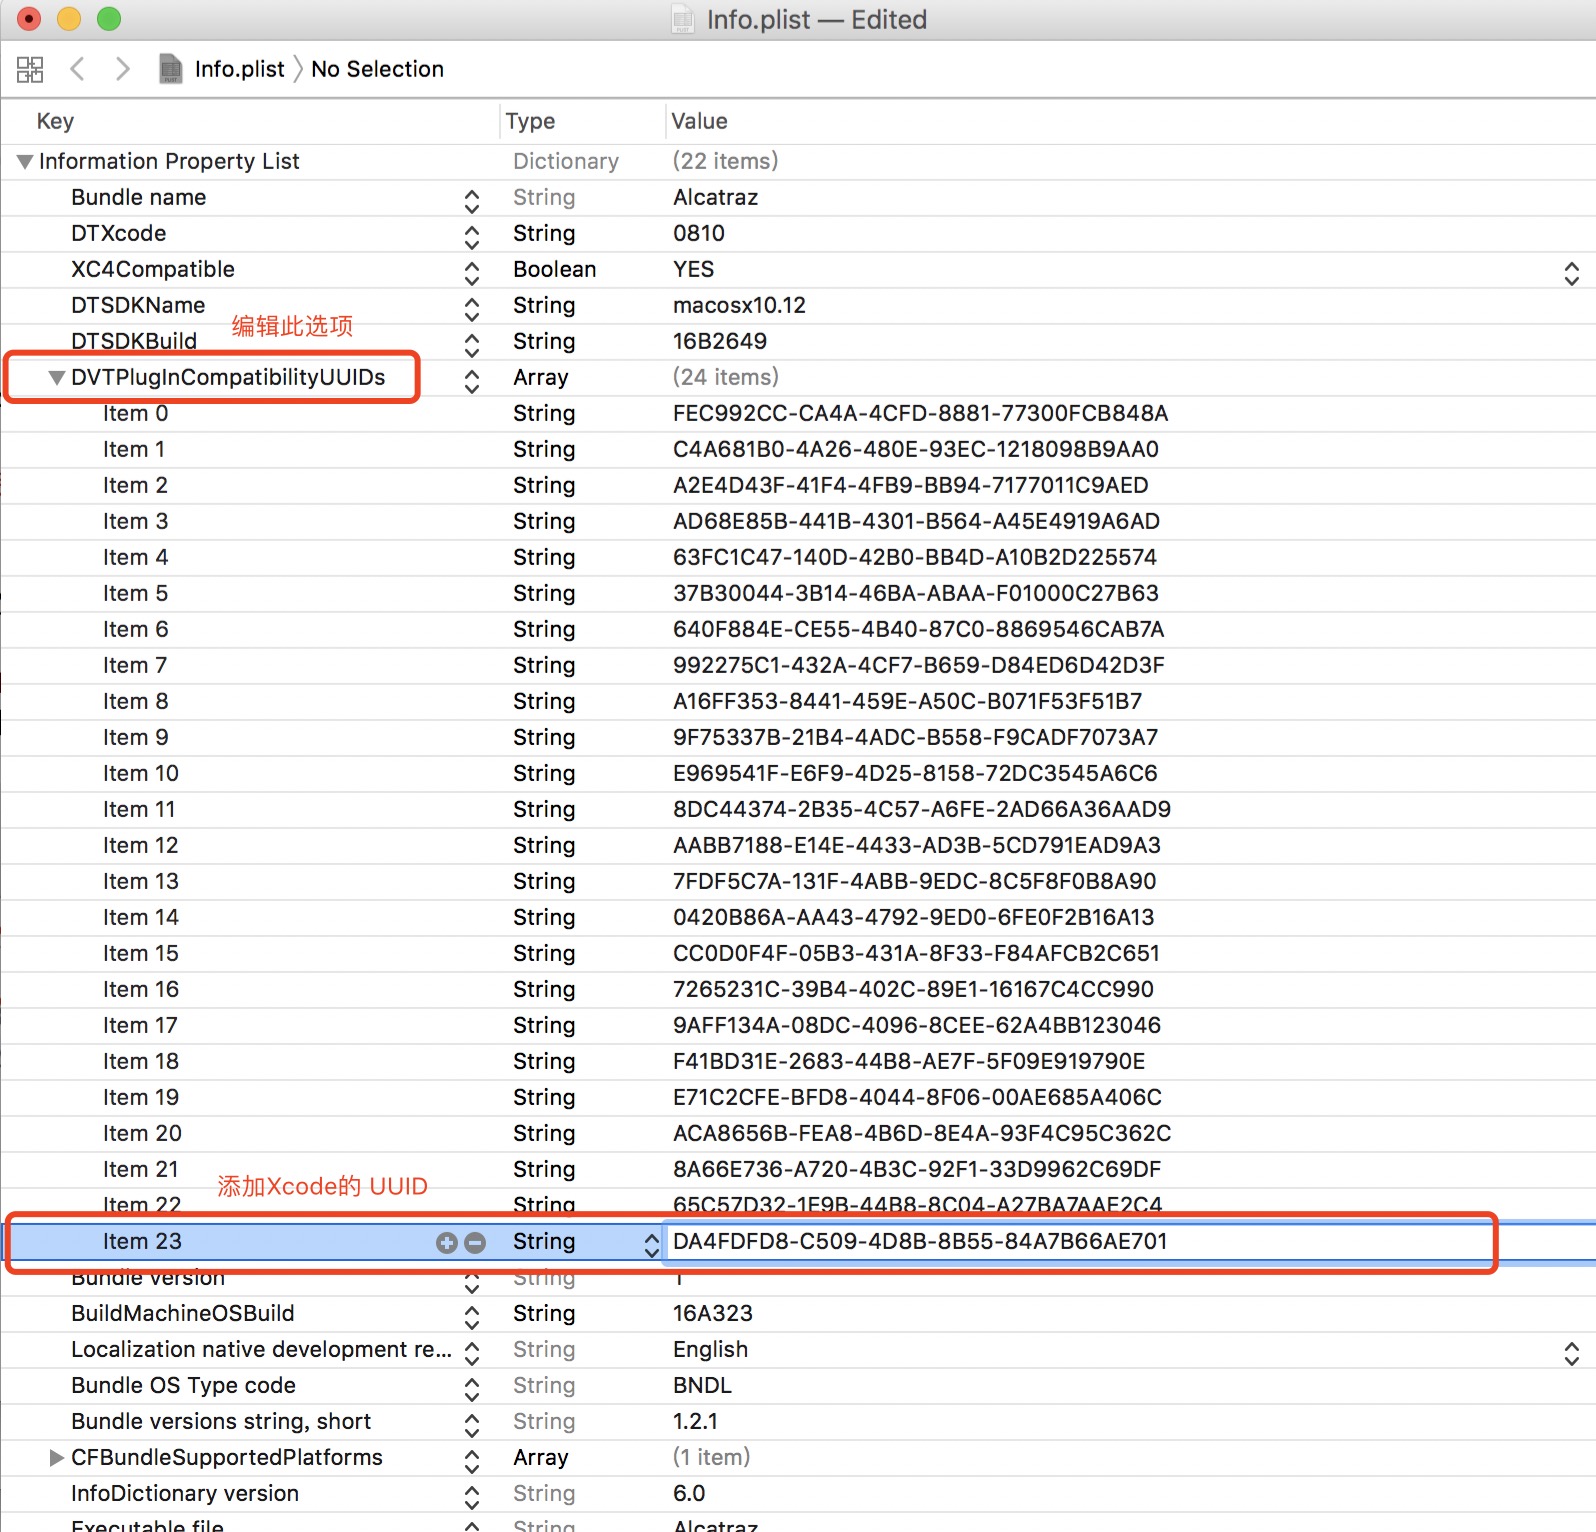 Info.plist — Edited
Info.plist No Selection
Key Type Value
Information Property List Dictionary (22 items)
Bundle name String Alcatraz
DTXcode String 0810
XC4Compatible Boolean YES
DTSDKName String macosx10.12
编辑此选项
DTSDKBuild String 16B2649
DVTPlugInCompatibilityUUIDs Array (24 items)
Item 0 String FEC992CC-CA4A-4CFD-8881-77300FCB848A
Item 1 String C4A681B0-4A26-480E-93EC-1218098B9AA0
Item 2 String A2E4D43F-41F4-4FB9-BB94-7177011C9AED
Item 3 String AD68E85B-441B-4301-B564-A45E4919A6AD
Item 4 String 63FC1C47-140D-42B0-BB4D-A10B2D225574
Item 5 String 37B30044-3B14-46BA-ABAA-F01000C27B63
Item 6 String 640F884E-CE55-4B40-87C0-8869546CAB7A
Item 7 String 992275C1-432A-4CF7-B659-D84ED6D42D3F
Item 8 String A16FF353-8441-459E-A50C-B071F53F51B7
Item 9 String 9F75337B-21B4-4ADC-B558-F9CADF7073A7
Item 10 String E969541F-E6F9-4D25-8158-72DC3545A6C6
Item 11 String 8DC44374-2B35-4C57-A6FE-2AD66A36AAD9
Item 12 String AABB7188-E14E-4433-AD3B-5CD791EAD9A3
Item 13 String 7FDF5C7A-131F-4ABB-9EDC-8C5F8F0B8A90
Item 14 String 0420B86A-AA43-4792-9ED0-6FE0F2B16A13
Item 15 String CC0D0F4F-05B3-431A-8F33-F84AFCB2C651
Item 16 String 7265231C-39B4-402C-89E1-16167C4CC990
Item 17 String 9AFF134A-08DC-4096-8CEE-62A4BB123046
Item 18 String F41BD31E-2683-44B8-AE7F-5F09E919790E
Item 19 String E71C2CFE-BFD8-4044-8F06-00AE685A406C
Item 20 String ACA8656B-FEA8-4B6D-8E4A-93F4C95C362C
Item 21 String 8A66E736-A720-4B3C-92F1-33D9962C69DF
添加Xcode的 UUID
Item 22 String 65C57D32-1E9B-44B8-8C04-A27BA7AAE2C4
Item 23 String DA4FDFD8-C509-4D8B-8B55-84A7B66AE701
Bundle version String 1
BuildMachineOSBuild String 16A323
Localization native development re... String English
Bundle OS Type code String BNDL
Bundle versions string, short String 1.2.1
CFBundleSupportedPlatforms Array (1 item)
InfoDictionary version String 6.0
Executable file String Alcatraz